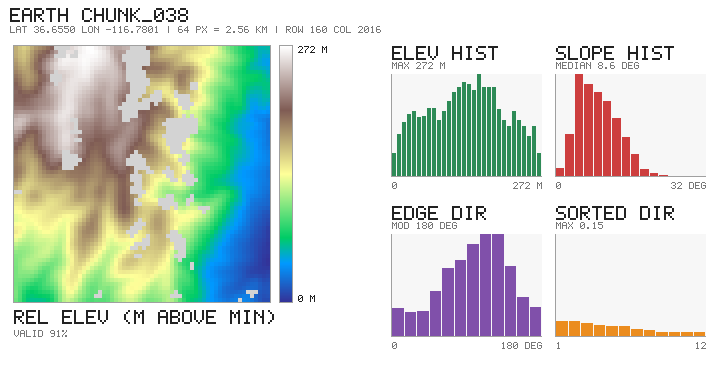 EARTH CHUNK_038
LAT 36.6550 LON -116.7801 | 64 PX = 2.56 KM | ROW 160 COL 2016
272 M
0 M
REL ELEV (M ABOVE MIN)
VALID 91%
ELEV HIST
MAX 272 M
0 272 M
SLOPE HIST
MEDIAN 8.6 DEG
0 32 DEG
EDGE DIR
MOD 180 DEG
0 180 DEG
SORTED DIR
MAX 0.15
1 12